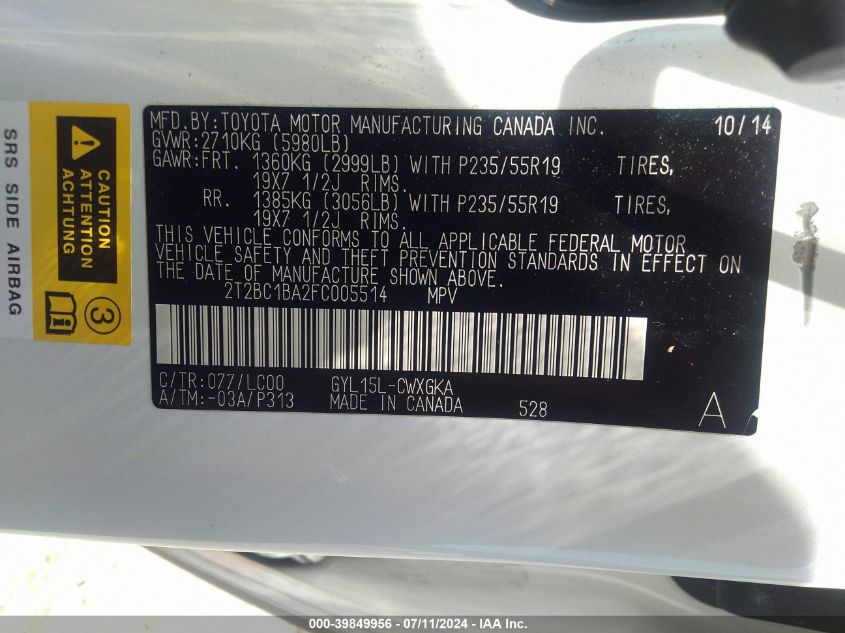 SRS SIDE AIRBAG
CAUTION
ATTENTION
ACHTUNG
3
MFD.BY:TOYOTA MOTOR MANUFACTURING CANADA INC. 10/14
GVWR:2710KG (5980LB)
GAWR:FRT. 1360KG (2999LB) WITH P235/55R19 TIRES,
19X7 1/2J RIMS.
RR. 1385KG (3056LB) WITH P235/55R19 TIRES,
19X7 1/2J RIMS.
THIS VEHICLE CONFORMS TO ALL APPLICABLE FEDERAL MOTOR
VEHICLE SAFETY AND THEFT PREVENTION STANDARDS IN EFFECT ON
THE DATE OF MANUFACTURE SHOWN ABOVE.
2T2BC1BA2FC005514 MPV
C/TR:077/LC00 GYL15L-CWXGKA
A/TM:-03A/P313 MADE IN CANADA 528 A
000-39849956 - 07/11/2024 - IAA Inc.